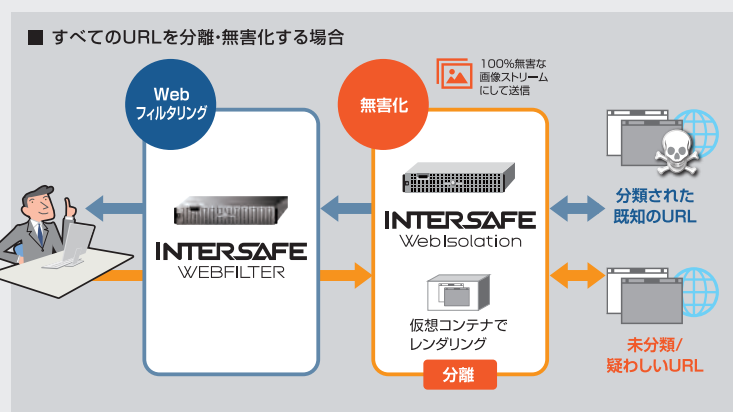 ■ すべてのURLを分離・無害化する場合
Web
フィルタリング
無害化
100%無害な
画像ストリーム
にして送信
INTERSAFE
WEBFILTER
INTERSAFE
WebIsolation
仮想コンテナで
レンダリング
分離
分類された
既知のURL
未分類/
疑わしいURL